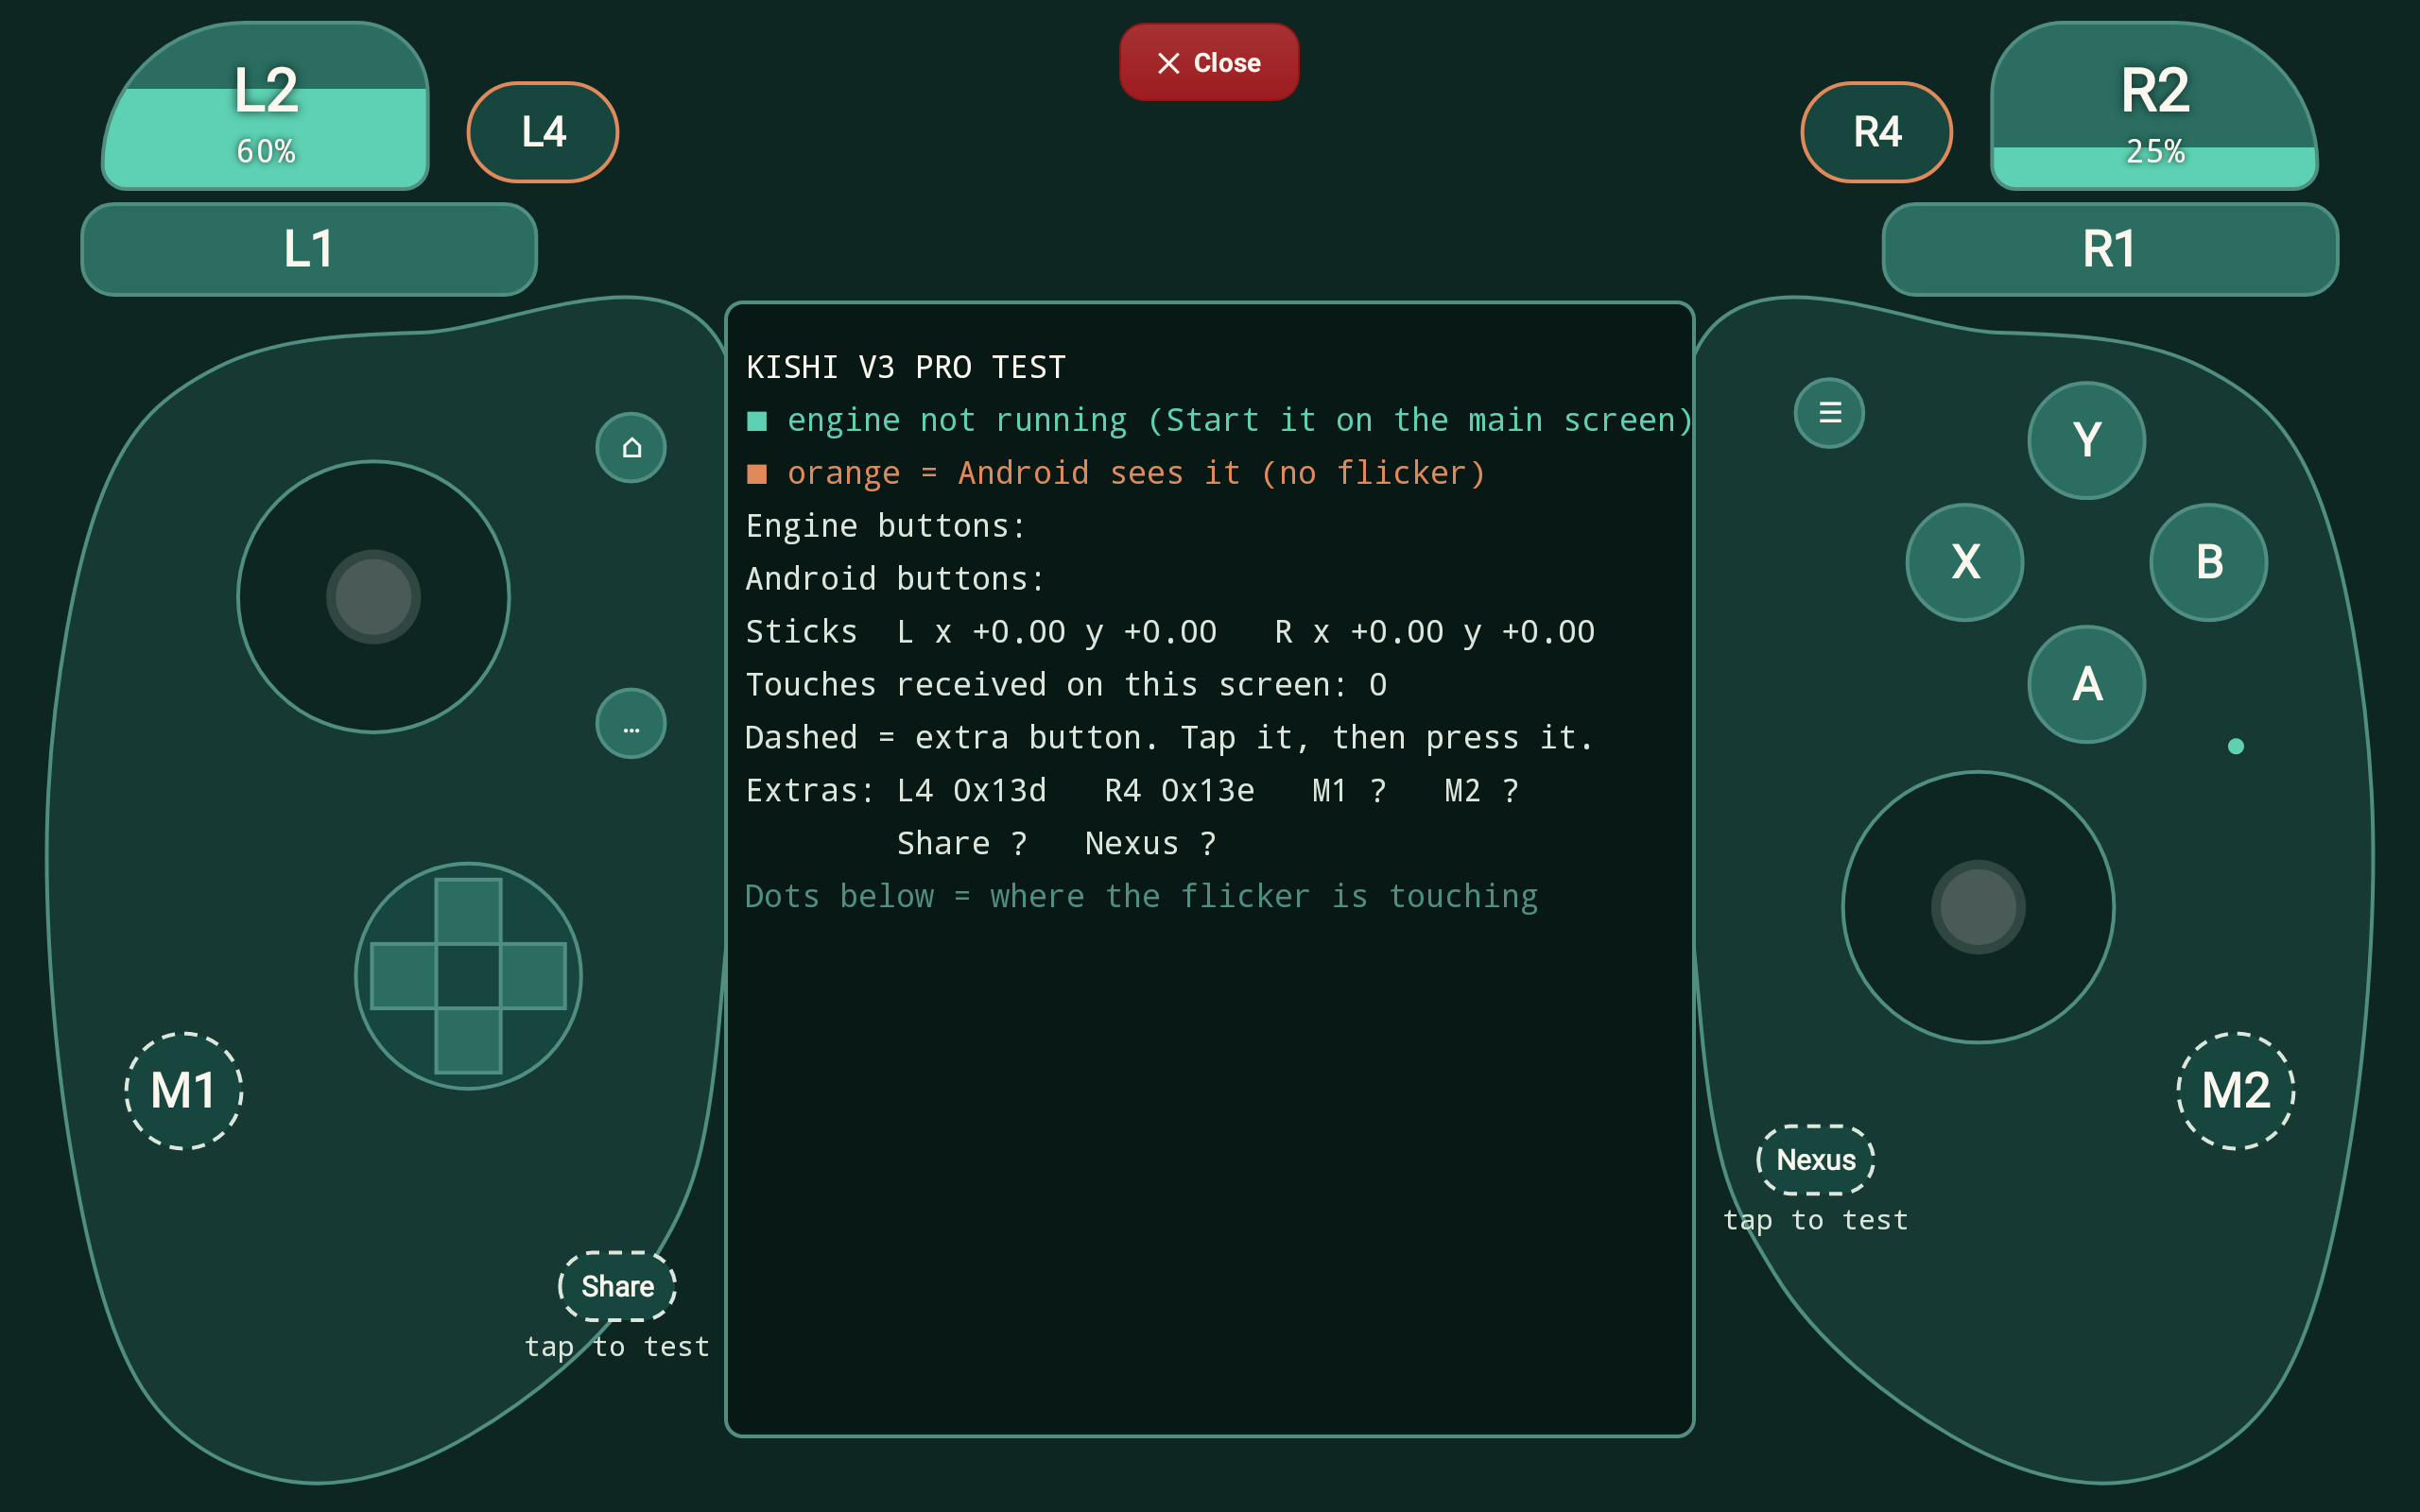 Close
L2
60%
L4
R4
R2
25%
L1
R1
KISHI V3 PRO TEST
engine not running (Start it on the main screen)
orange = Android sees it (no flicker)
Engine buttons:
Android buttons:
Sticks L x +0.00 y +0.00 R x +0.00 y +0.00
Touches received on this screen: 0
Dashed = extra button. Tap it, then press it.
Extras: L4 0x13d R4 0x13e M1 ? M2 ?
Share ? Nexus ?
Dots below = where the flicker is touching
…
Y
X
B
A
M1
M2
Share
tap to test
Nexus
tap to test